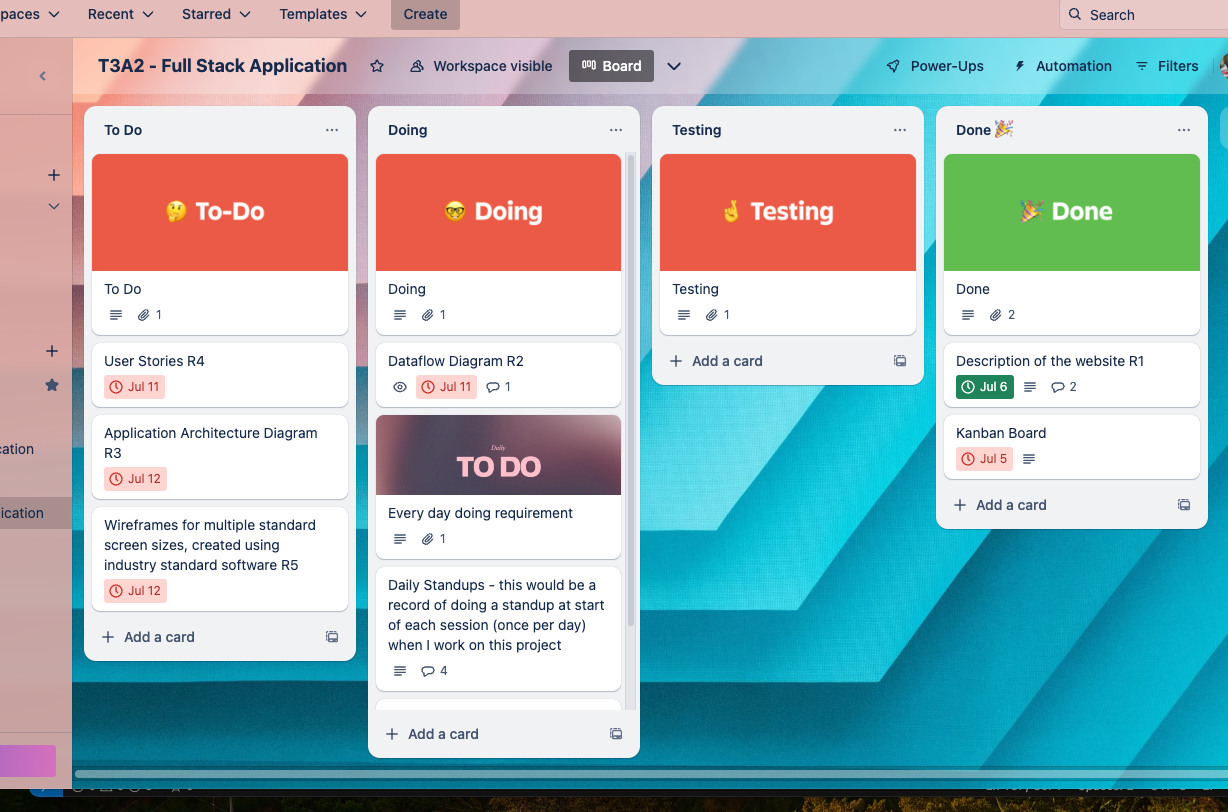 paces Recent Starred Templates Create Search
T3A2 - Full Stack Application Workspace visible Board Power-Ups Automation Filters
To Do
🤔 To-Do
To Do
1
User Stories R4
Jul 11
Application Architecture Diagram
R3
Jul 12
Wireframes for multiple standard
screen sizes, created using
industry standard software R5
Jul 12
+ Add a card
Doing
🤓 Doing
Doing
1
Dataflow Diagram R2
Jul 11 1
Daily
TO DO
Every day doing requirement
1
Daily Standups - this would be a
record of doing a standup at start
of each session (once per day)
when I work on this project
4
+ Add a card
Testing
🤞 Testing
Testing
1
+ Add a card
Done 🎉
🎉 Done
Done
2
Description of the website R1
Jul 6 2
Kanban Board
Jul 5
+ Add a card
cation
ication